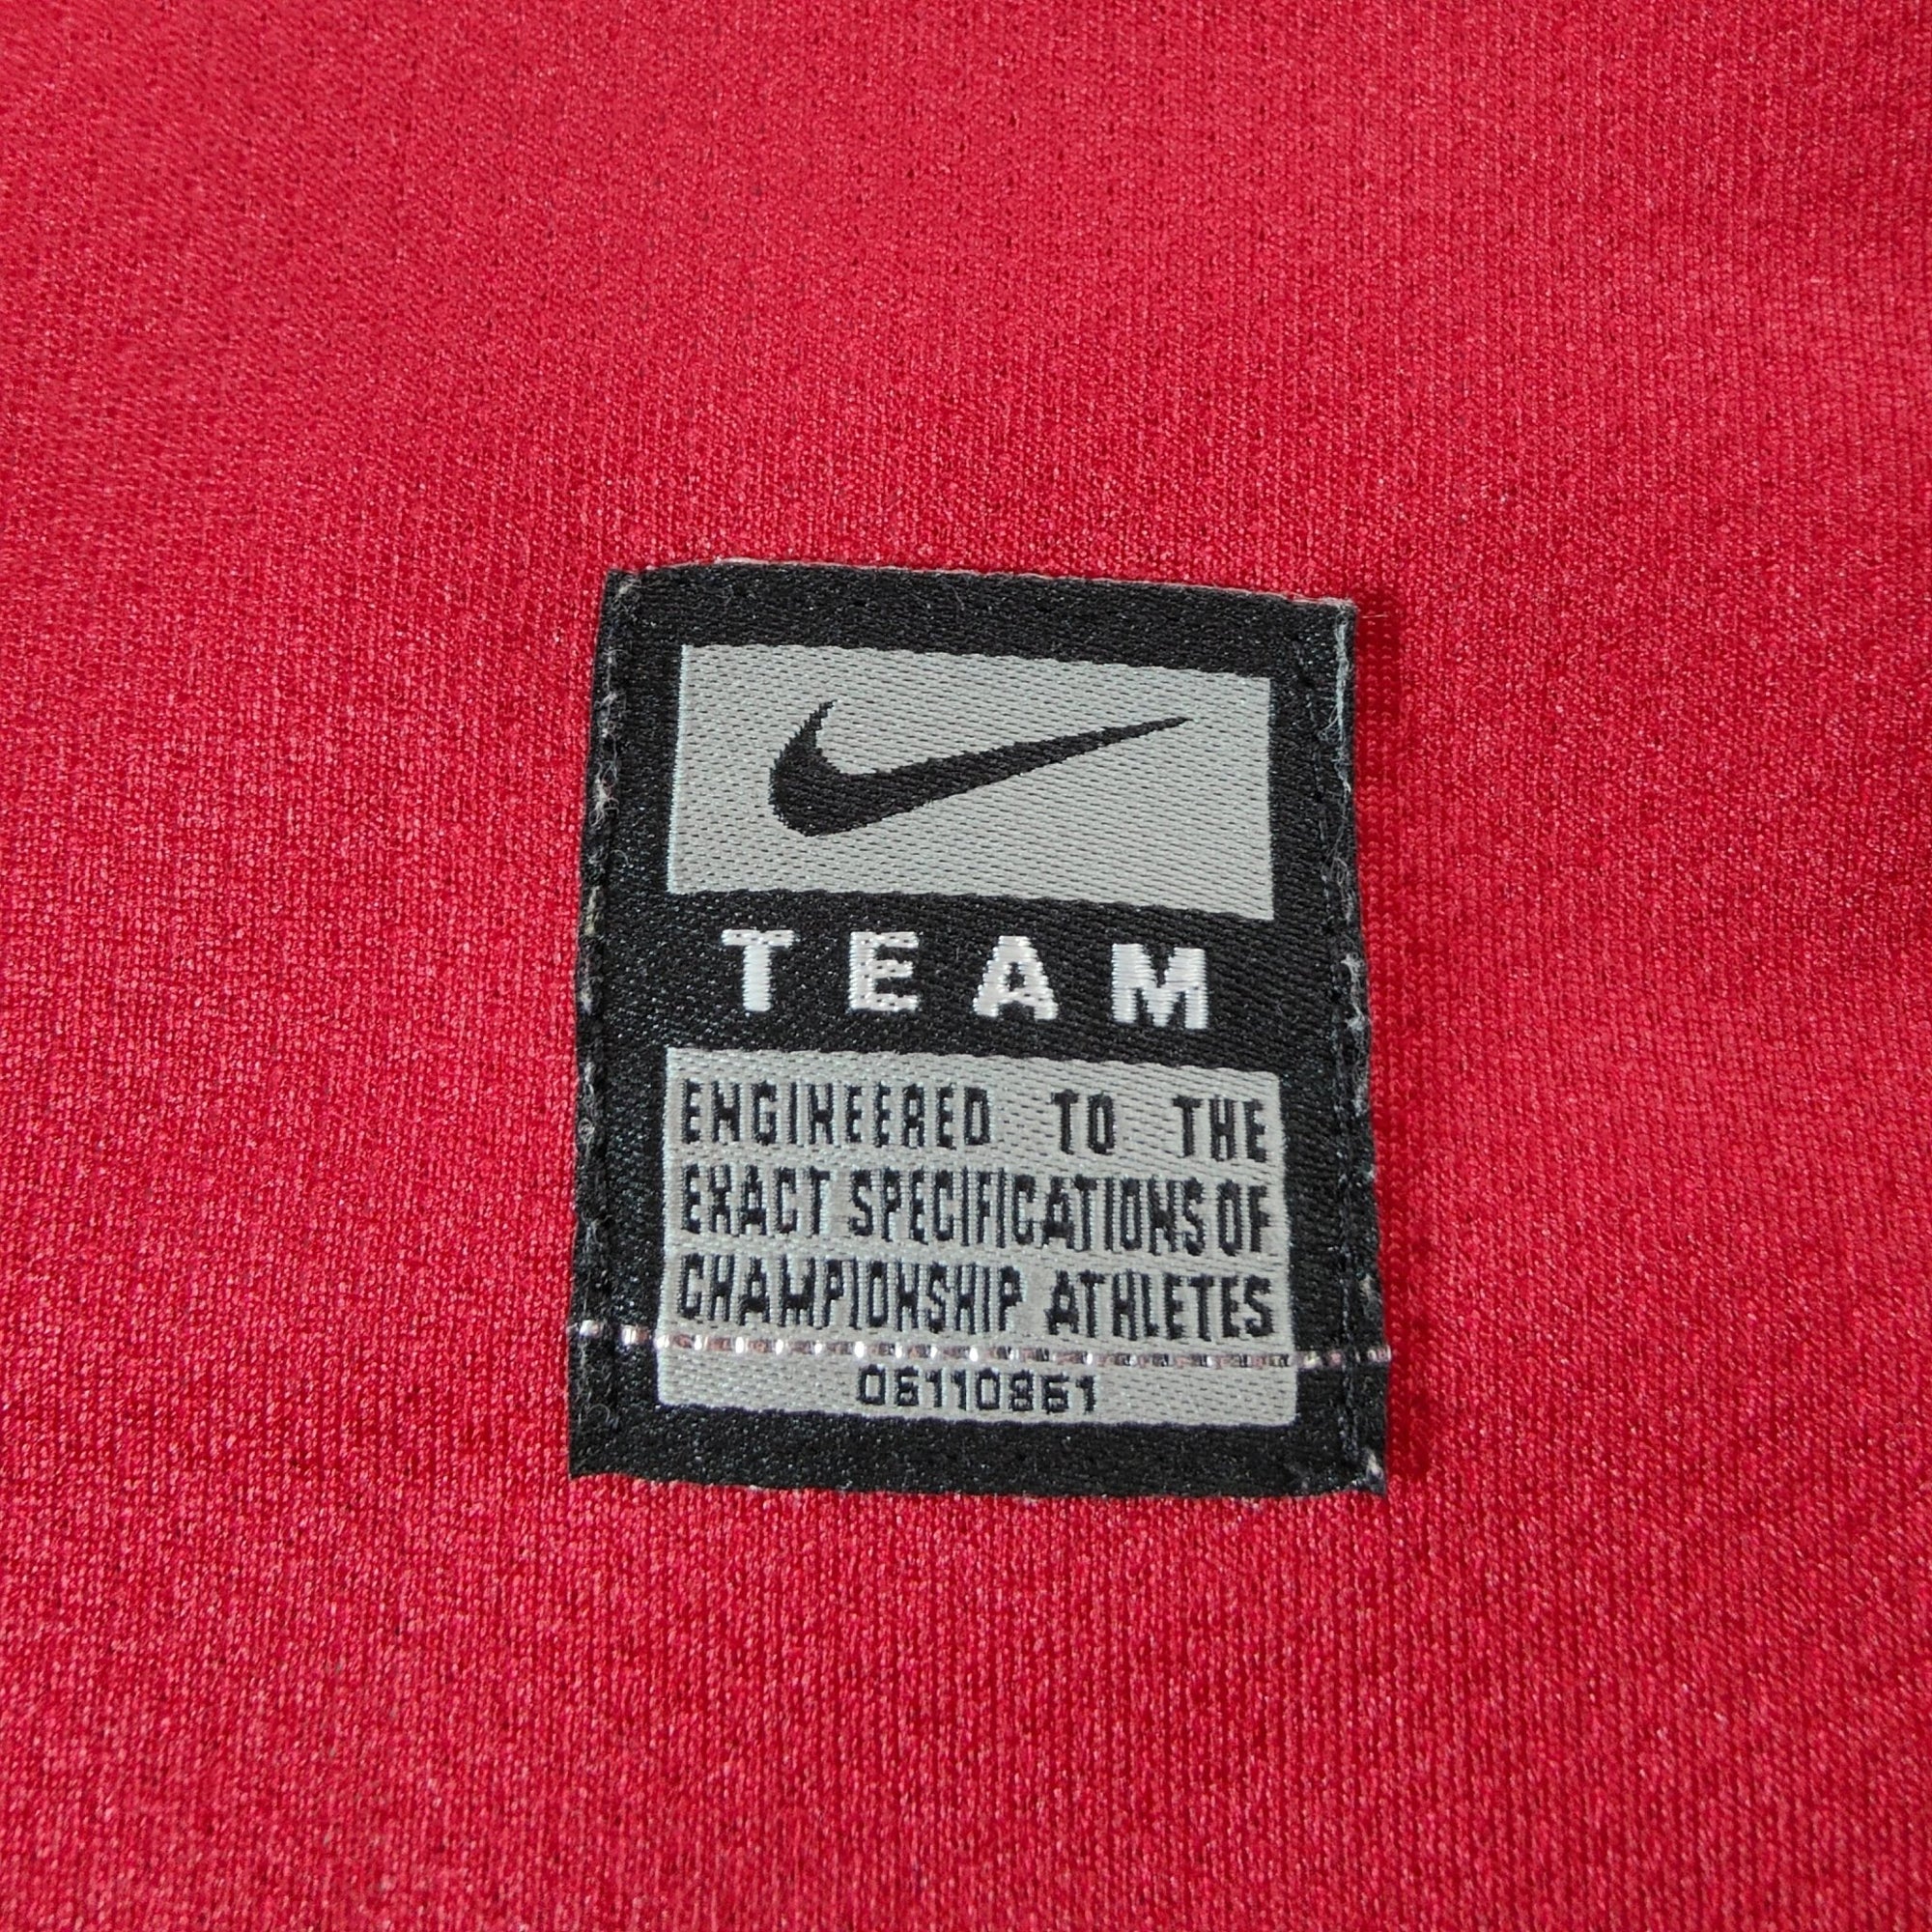 TEAM
ENGINEERED TO THE
EXACT SPECIFICATIONS OF
CHAMPIONSHIP ATHLETES
06110861